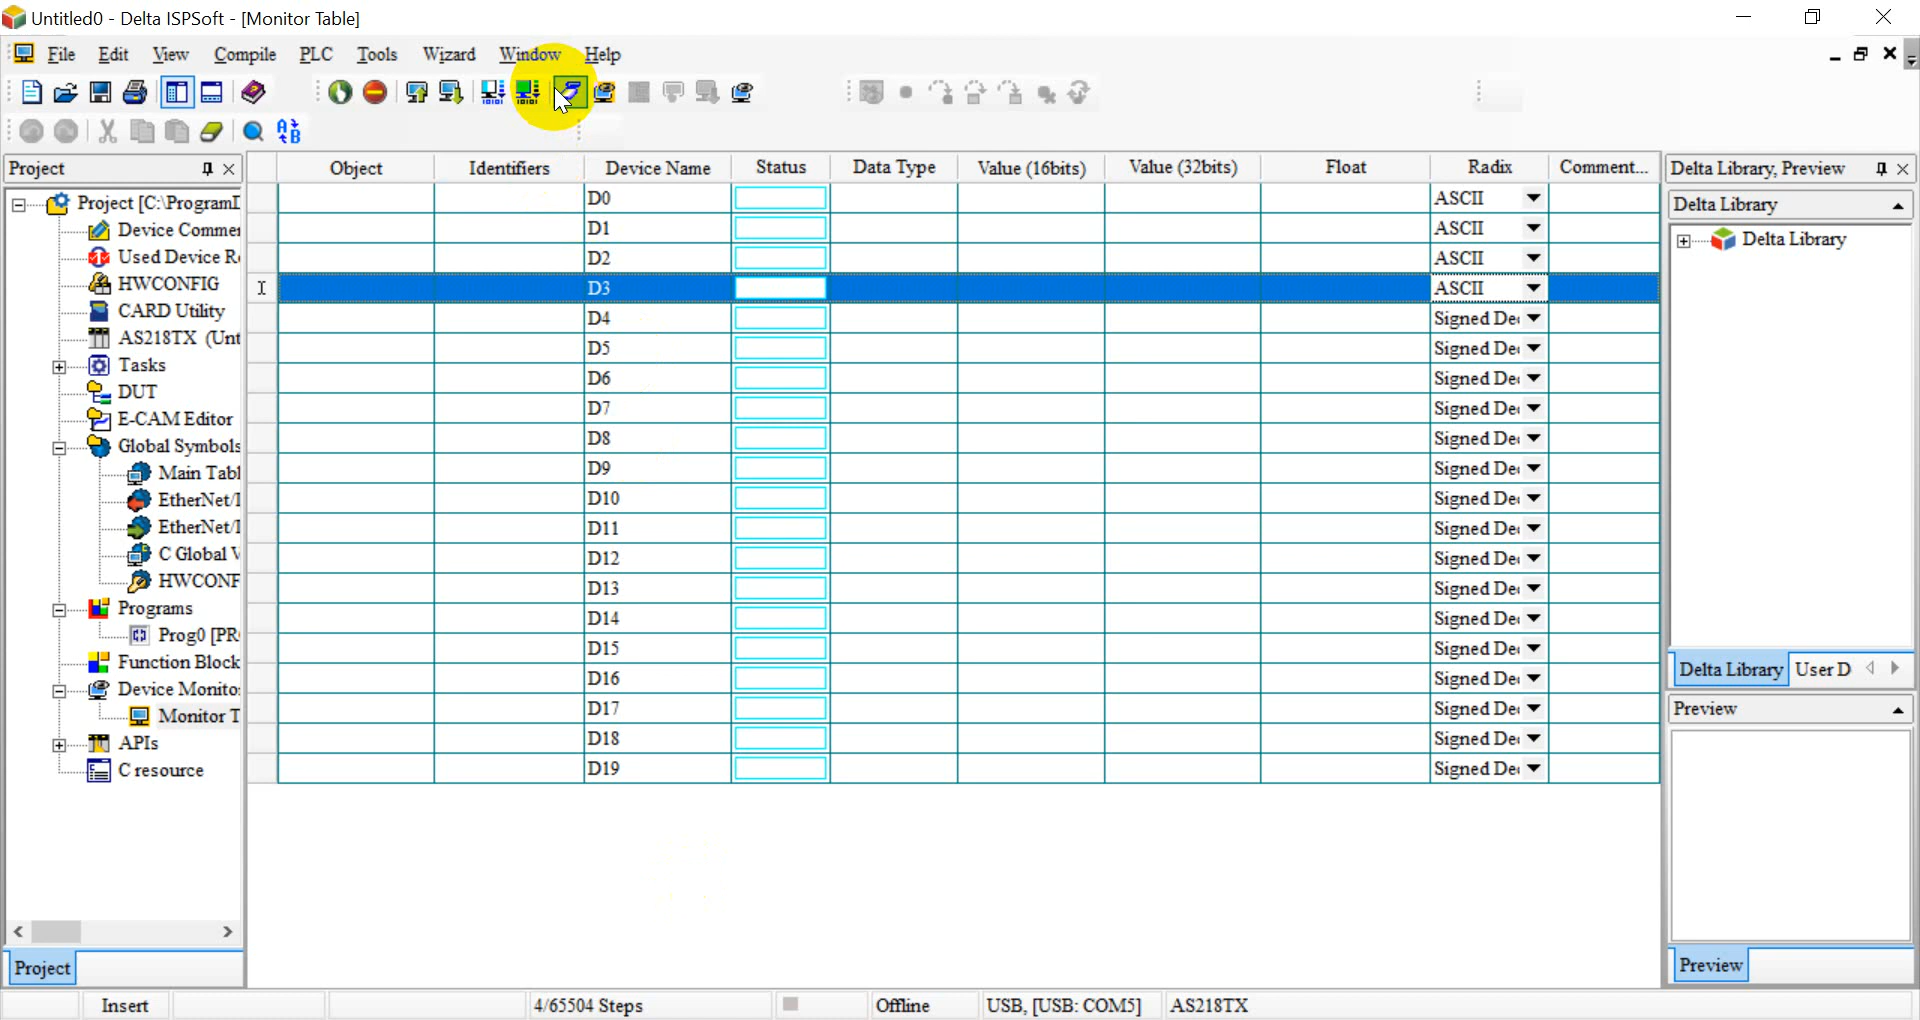 Untitled0 - Delta ISPSoft - [Monitor Table]
File Edit View Compile PLC Tools Wizard Window Help
Project
Project [C:\ProgramD
Device Commen
Used Device R
HWCONFIG
CARD Utility
AS218TX (Unt
Tasks
DUT
E-CAM Editor
Global Symbols
Main Tabl
EtherNet/I
EtherNet/I
C Global V
HWCONF
Programs
Prog0 [PR
Function Block
Device Monito
Monitor T
APIs
C resource
Project
Object Identifiers Device Name Status Data Type Value (16bits) Value (32bits) Float Radix Comment...
D0 ASCII
D1 ASCII
D2 ASCII
D3 ASCII
D4 Signed De
D5 Signed De
D6 Signed De
D7 Signed De
D8 Signed De
D9 Signed De
D10 Signed De
D11 Signed De
D12 Signed De
D13 Signed De
D14 Signed De
D15 Signed De
D16 Signed De
D17 Signed De
D18 Signed De
D19 Signed De
Delta Library, Preview
Delta Library
Delta Library
Delta Library User D
Preview
Preview
Insert 4/65504 Steps Offline USB, [USB: COM5] AS218TX